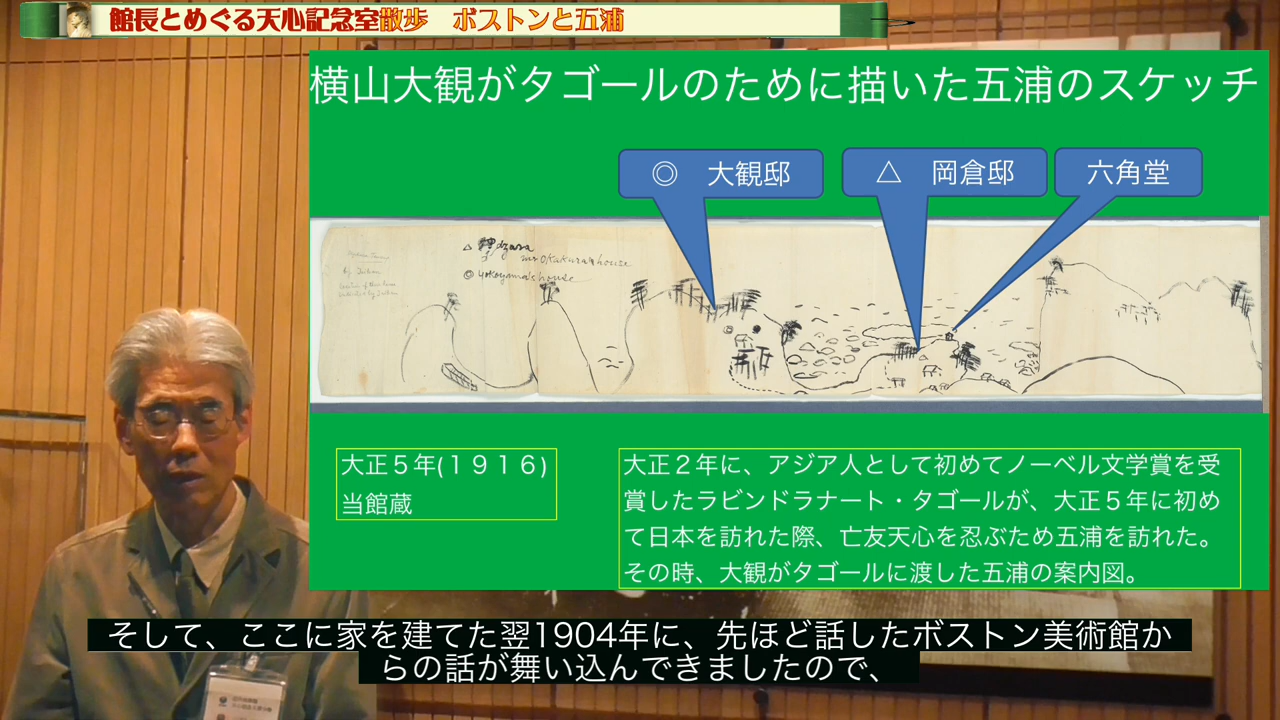 館長とめぐる天心記念室散歩　ボストンと五浦
横山大観がタゴールのために描いた五浦のスケッチ
◎　大観邸
△　岡倉邸
六角堂
△ Idzura
mr Okakura's house
◎ yokoyama's house
大正５年(１９１６)
当館蔵
大正２年に、アジア人として初めてノーベル文学賞を受
賞したラビンドラナート・タゴールが、大正５年に初め
て日本を訪れた際、亡友天心を忍ぶため五浦を訪れた。
その時、大観がタゴールに渡した五浦の案内図。
そして、ここに家を建てた翌1904年に、先ほど話したボストン美術館か
らの話が舞い込んできましたので、